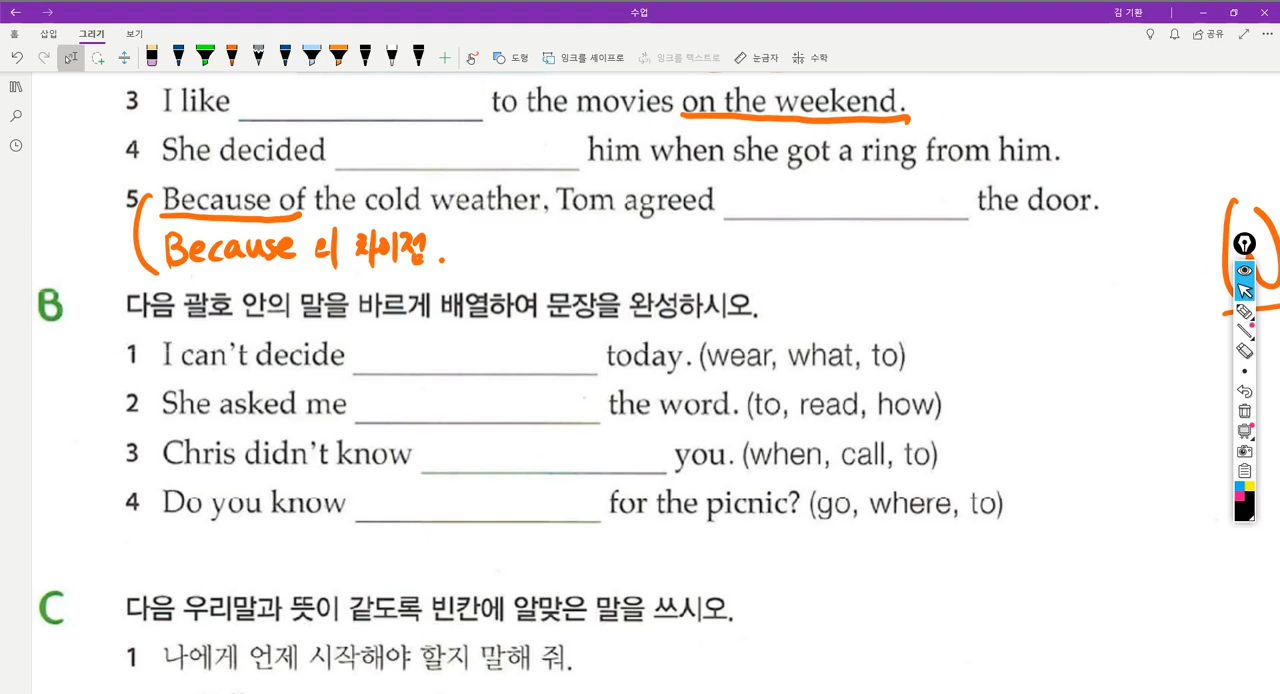 수업
김 기환
홈 삽입 그리기 보기
공유
도형 잉크를 셰이프로 잉크를 텍스트로 눈금자 수학
3 I like ____ to the movies on the weekend.
4 She decided ____ him when she got a ring from him.
5 Because of the cold weather, Tom agreed ____ the door.
Because 의 차이점.
B 다음 괄호 안의 말을 바르게 배열하여 문장을 완성하시오.
1 I can't decide ____ today. (wear, what, to)
2 She asked me ____ the word. (to, read, how)
3 Chris didn't know ____ you. (when, call, to)
4 Do you know ____ for the picnic? (go, where, to)
C 다음 우리말과 뜻이 같도록 빈칸에 알맞은 말을 쓰시오.
1 나에게 언제 시작해야 할지 말해 줘.